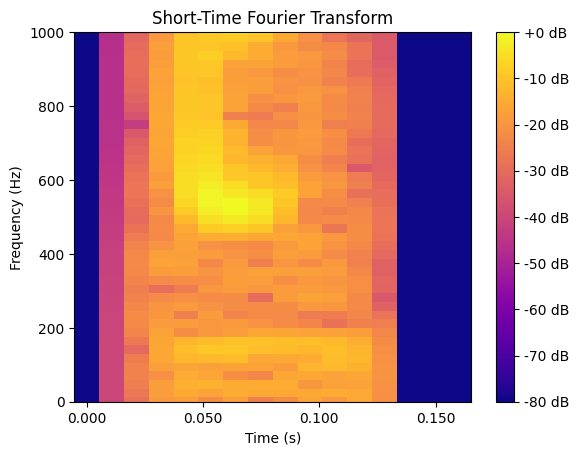 Short-Time Fourier Transform
1000
800
600
400
200
0
Frequency (Hz)
0.000
0.050
0.100
0.150
Time (s)
+0 dB
-10 dB
-20 dB
-30 dB
-40 dB
-50 dB
-60 dB
-70 dB
-80 dB